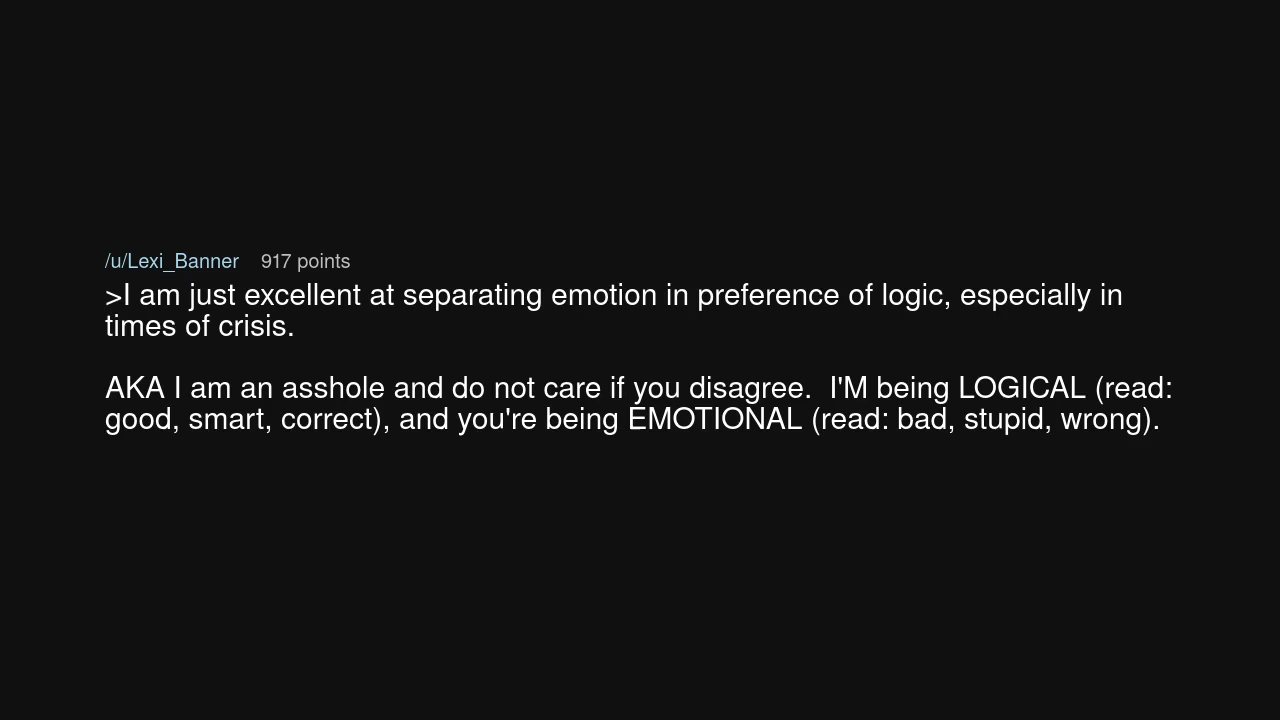 /u/Lexi_Banner 917 points
>I am just excellent at separating emotion in preference of logic, especially in
times of crisis.
AKA I am an asshole and do not care if you disagree.  I'M being LOGICAL (read:
good, smart, correct), and you're being EMOTIONAL (read: bad, stupid, wrong).